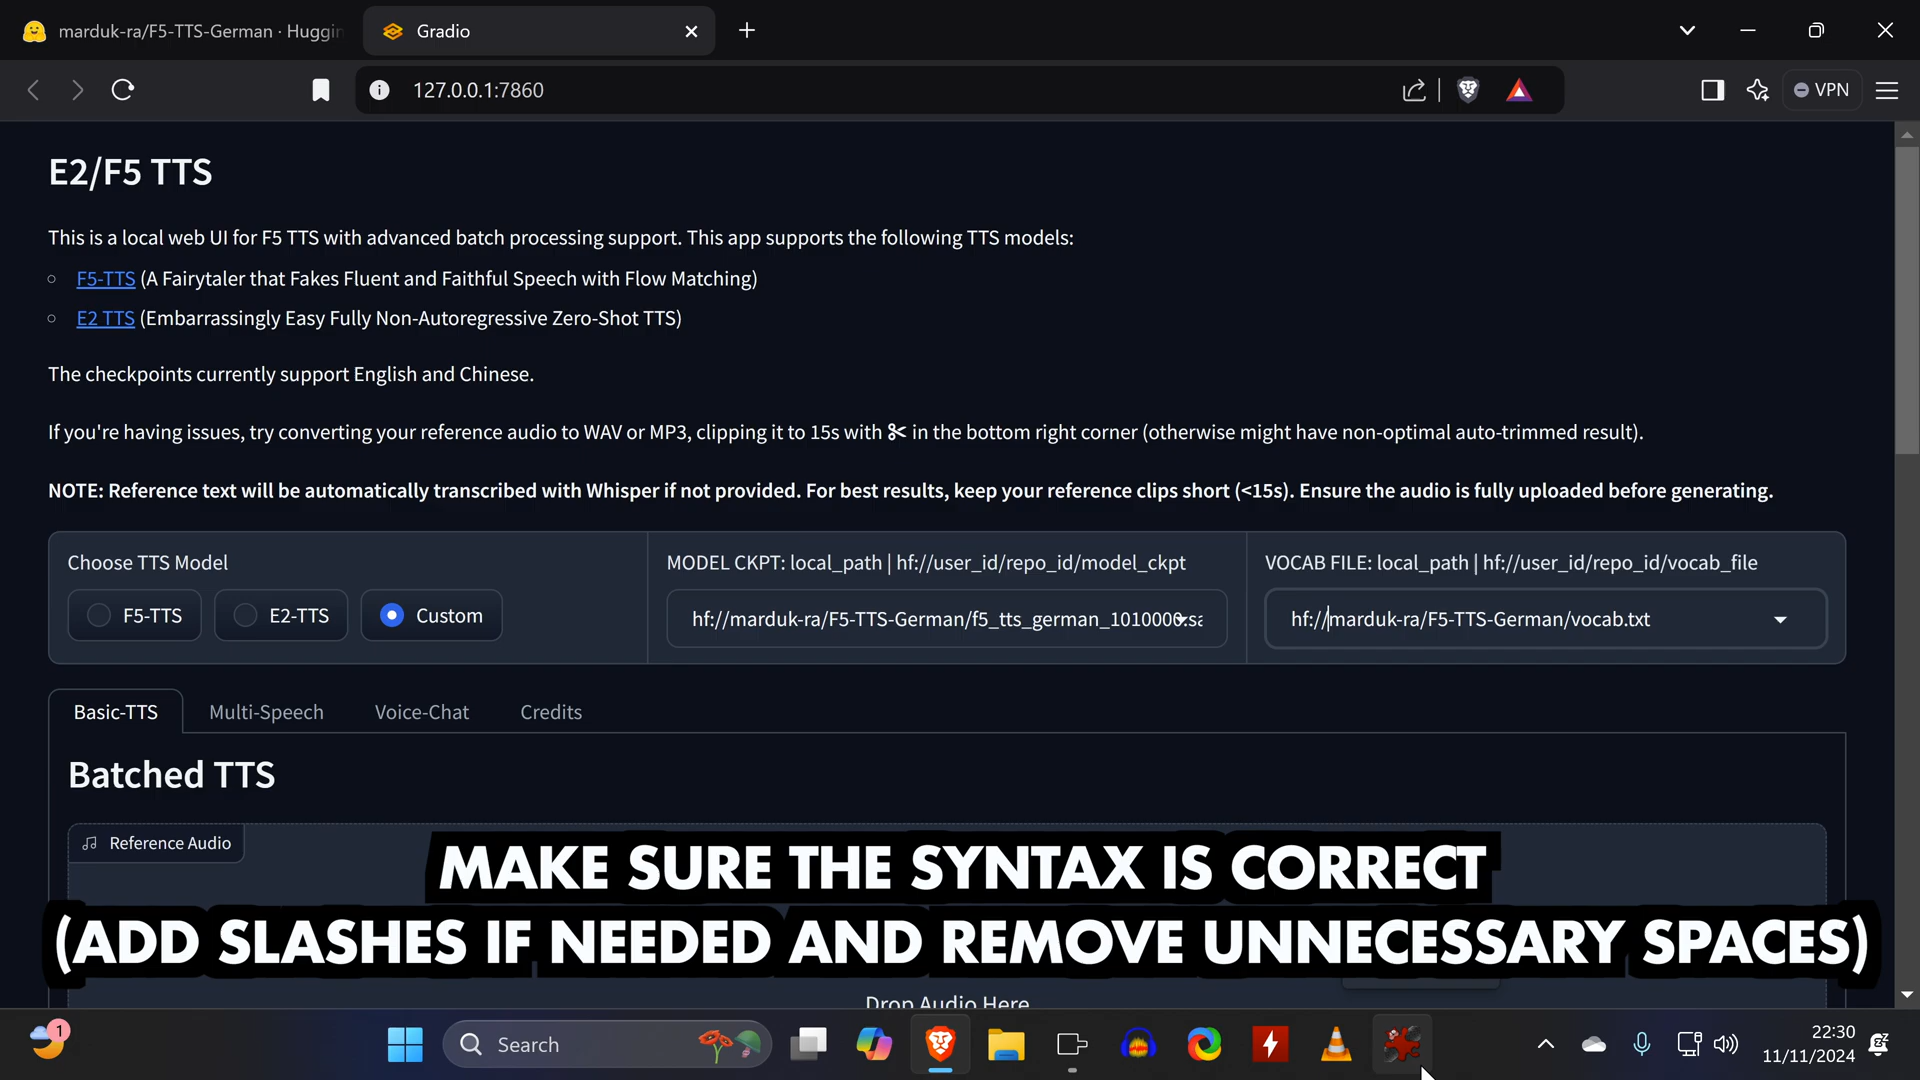 marduk-ra/F5-TTS-German · Huggin
Gradio
127.0.0.1:7860
VPN
E2/F5 TTS
This is a local web UI for F5 TTS with advanced batch processing support. This app supports the following TTS models:
F5-TTS (A Fairytaler that Fakes Fluent and Faithful Speech with Flow Matching)
E2 TTS (Embarrassingly Easy Fully Non-Autoregressive Zero-Shot TTS)
The checkpoints currently support English and Chinese.
If you're having issues, try converting your reference audio to WAV or MP3, clipping it to 15s with ✂ in the bottom right corner (otherwise might have non-optimal auto-trimmed result).
NOTE: Reference text will be automatically transcribed with Whisper if not provided. For best results, keep your reference clips short (<15s). Ensure the audio is fully uploaded before generating.
Choose TTS Model
F5-TTS
E2-TTS
Custom
MODEL CKPT: local_path | hf://user_id/repo_id/model_ckpt
hf://marduk-ra/F5-TTS-German/f5_tts_german_1010000.sa
VOCAB FILE: local_path | hf://user_id/repo_id/vocab_file
hf://marduk-ra/F5-TTS-German/vocab.txt
Basic-TTS
Multi-Speech
Voice-Chat
Credits
Batched TTS
Reference Audio
MAKE SURE THE SYNTAX IS CORRECT
(ADD SLASHES IF NEEDED AND REMOVE UNNECESSARY SPACES)
Drop Audio Here
1
Search
22:30
11/11/2024